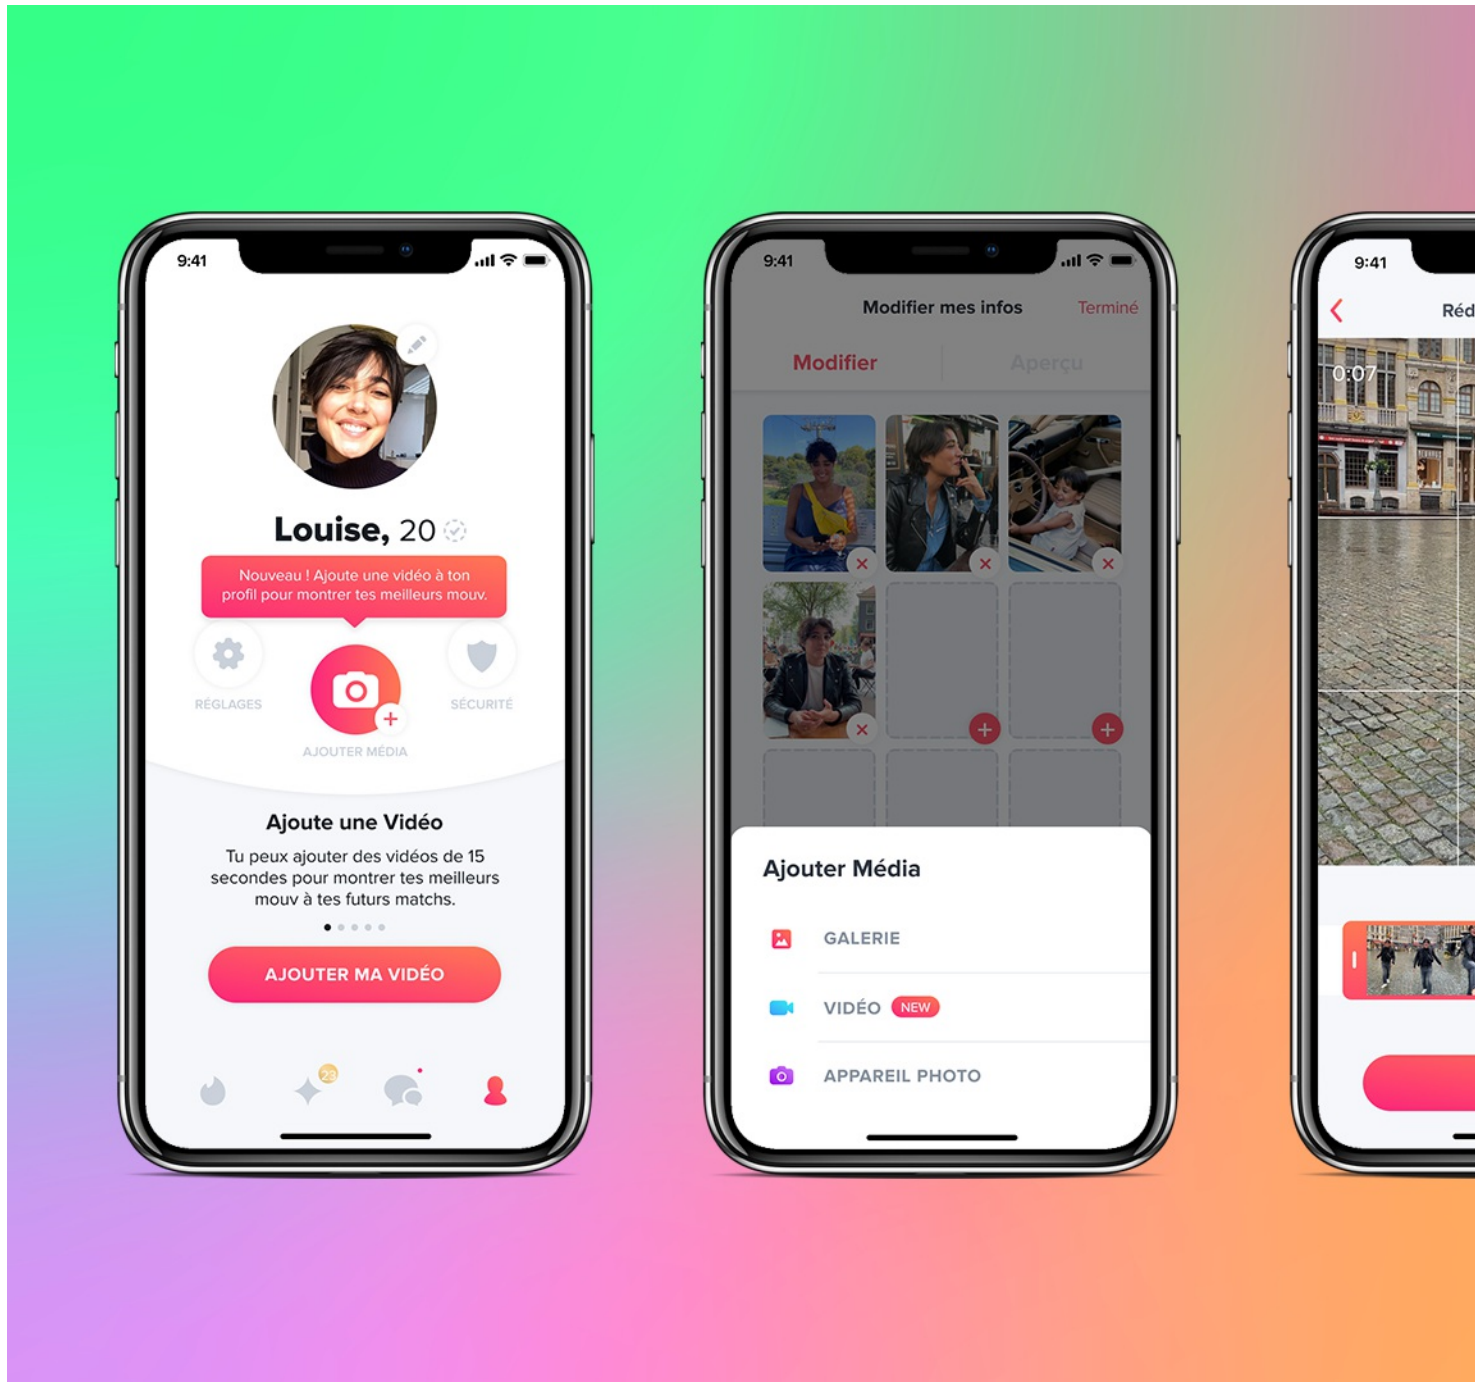 9:41
Louise, 20
Nouveau ! Ajoute une vidéo à ton
profil pour montrer tes meilleurs mouv.
RÉGLAGES
SÉCURITÉ
AJOUTER MÉDIA
Ajoute une Vidéo
Tu peux ajouter des vidéos de 15
secondes pour montrer tes meilleurs
mouv à tes futurs matchs.
AJOUTER MA VIDÉO
23
9:41
Modifier mes infos
Terminé
Modifier
Aperçu
Ajouter Média
GALERIE
VIDÉO NEW
APPAREIL PHOTO
9:41
Réd
0:07